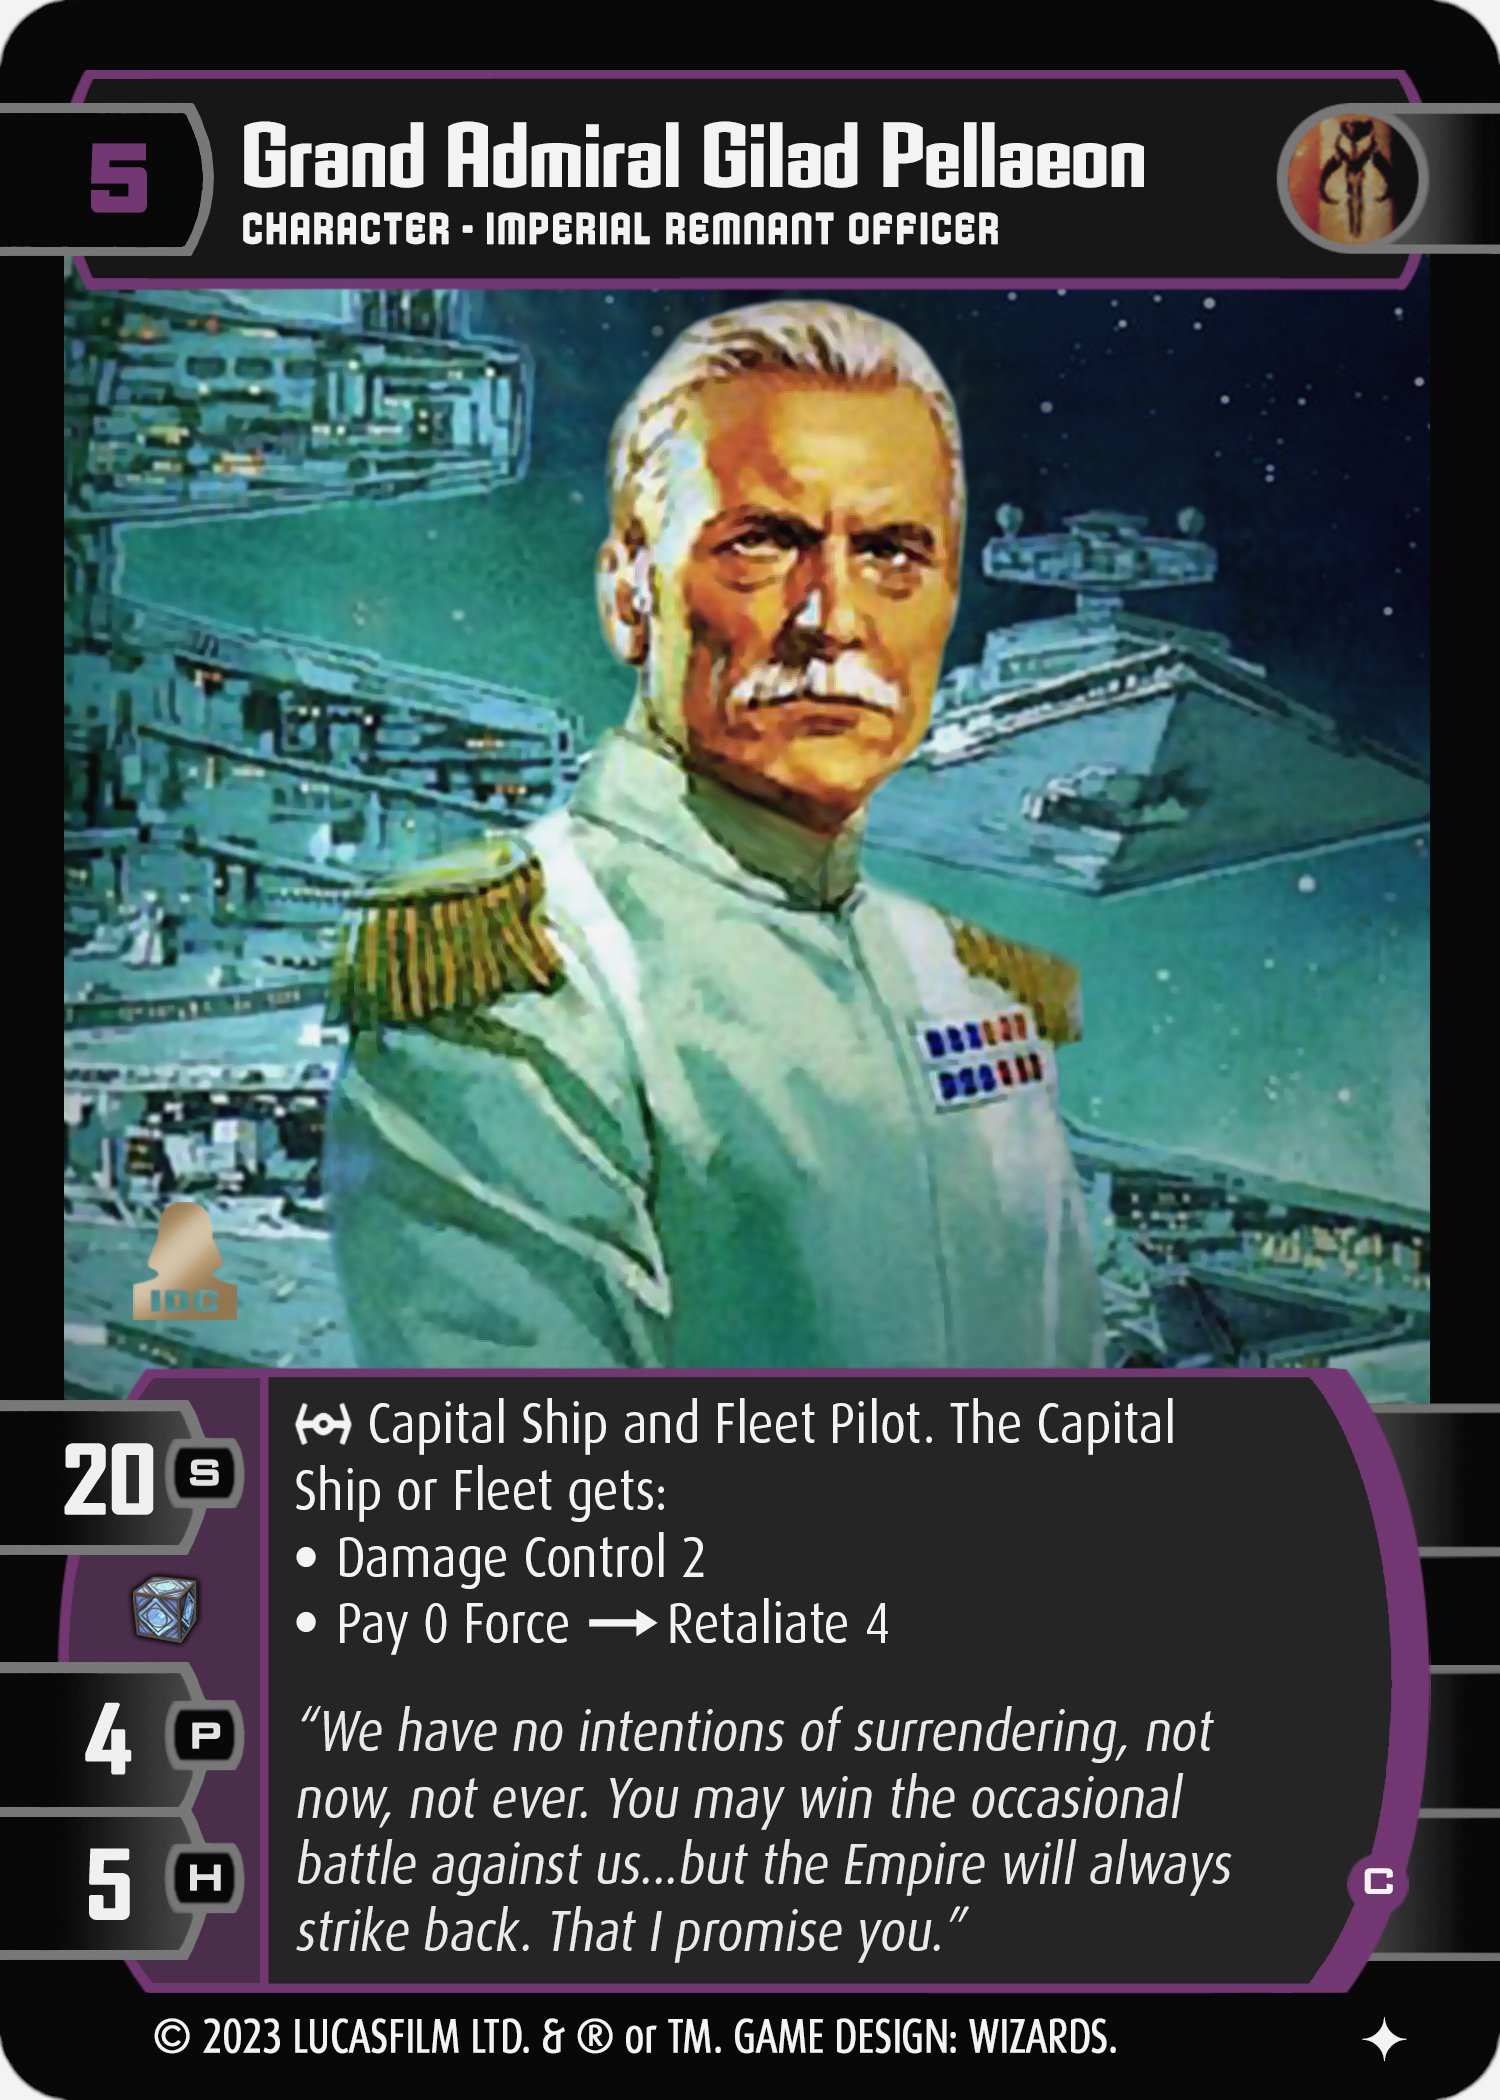 5
Grand Admiral Gilad Pellaeon
CHARACTER - IMPERIAL REMNANT OFFICER
IDC
Capital Ship and Fleet Pilot. The Capital
Ship or Fleet gets:
• Damage Control 2
• Pay 0 Force → Retaliate 4
20 S
4 P
5 H
“We have no intentions of surrendering, not
now, not ever. You may win the occasional
battle against us...but the Empire will always
strike back. That I promise you.”
C
© 2023 LUCASFILM LTD. & ® or TM. GAME DESIGN: WIZARDS.